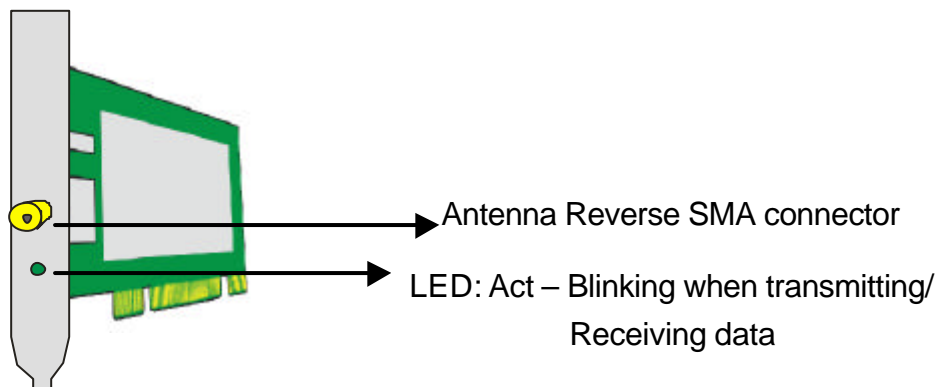 Antenna Reverse SMA connector
LED: Act – Blinking when transmitting/
Receiving data